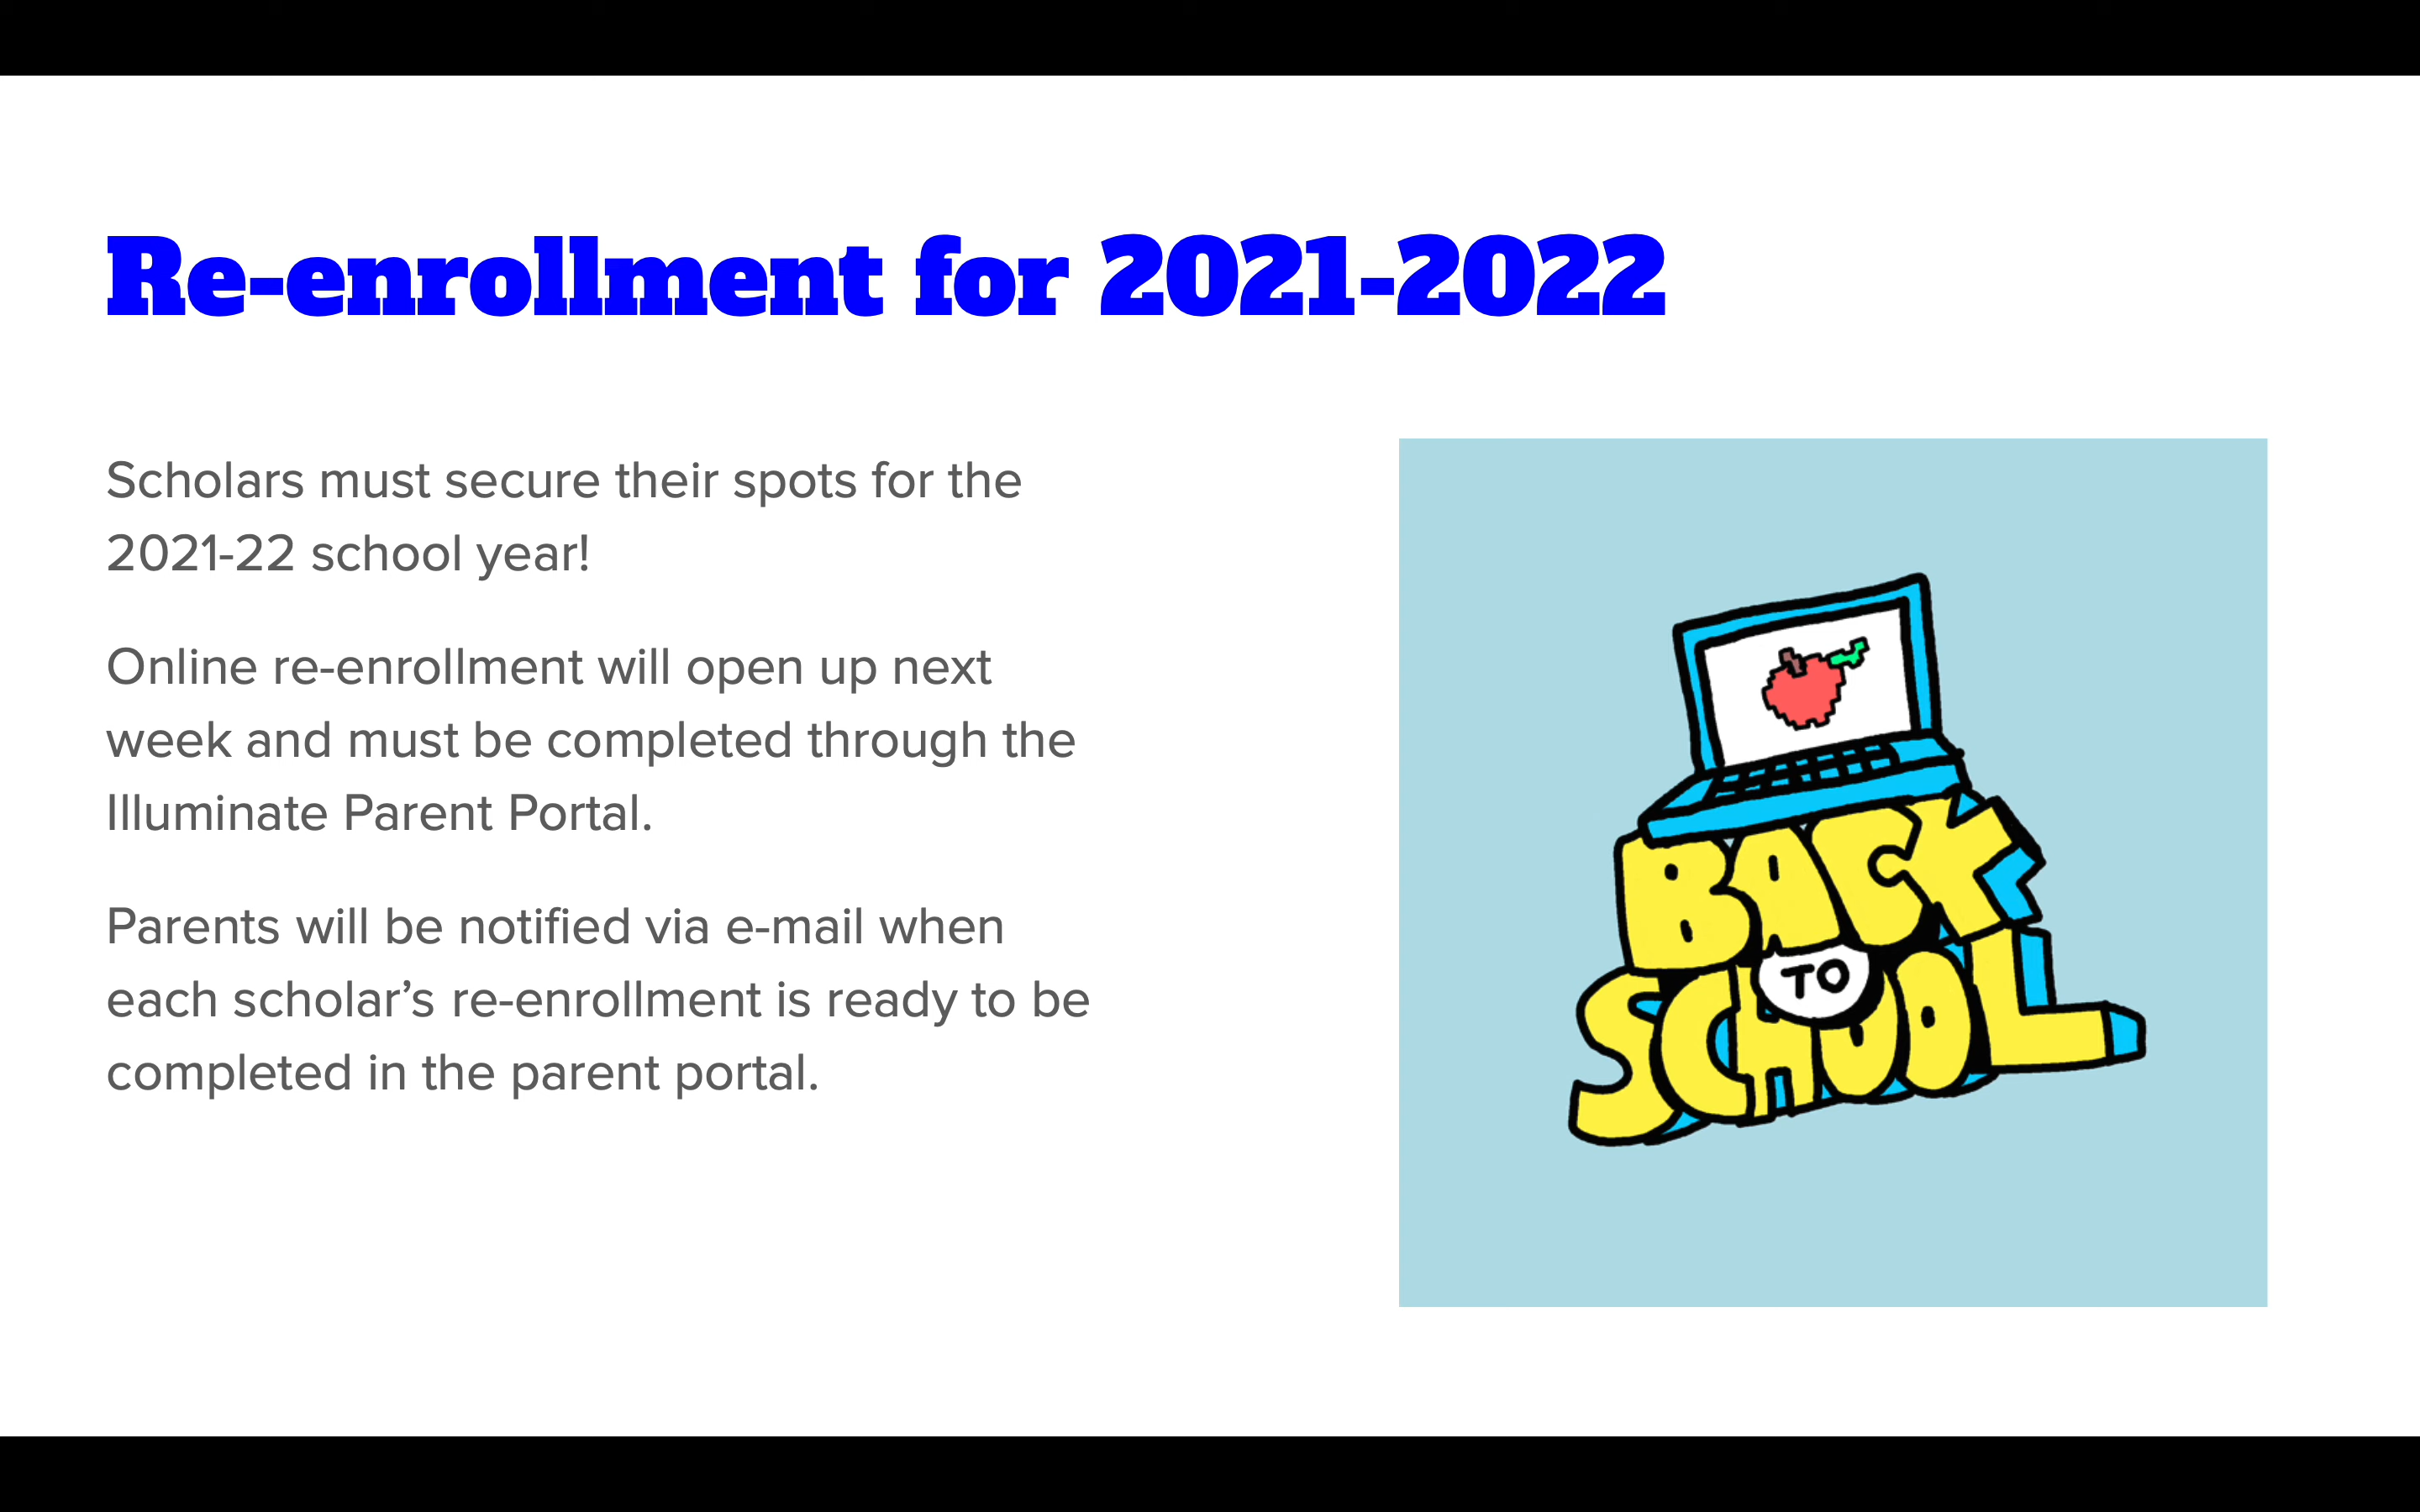 Re-enrollment for 2021-2022
Scholars must secure their spots for the
2021-22 school year!
Online re-enrollment will open up next
week and must be completed through the
Illuminate Parent Portal.
Parents will be notified via e-mail when
each scholar’s re-enrollment is ready to be
completed in the parent portal.
BACK
TO
SCHOOL